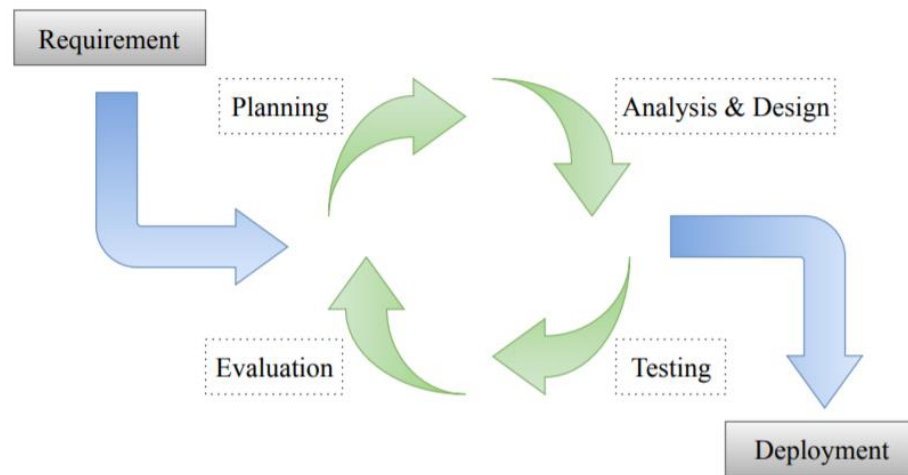 Requirement
Planning
Analysis & Design
Evaluation
Testing
Deployment